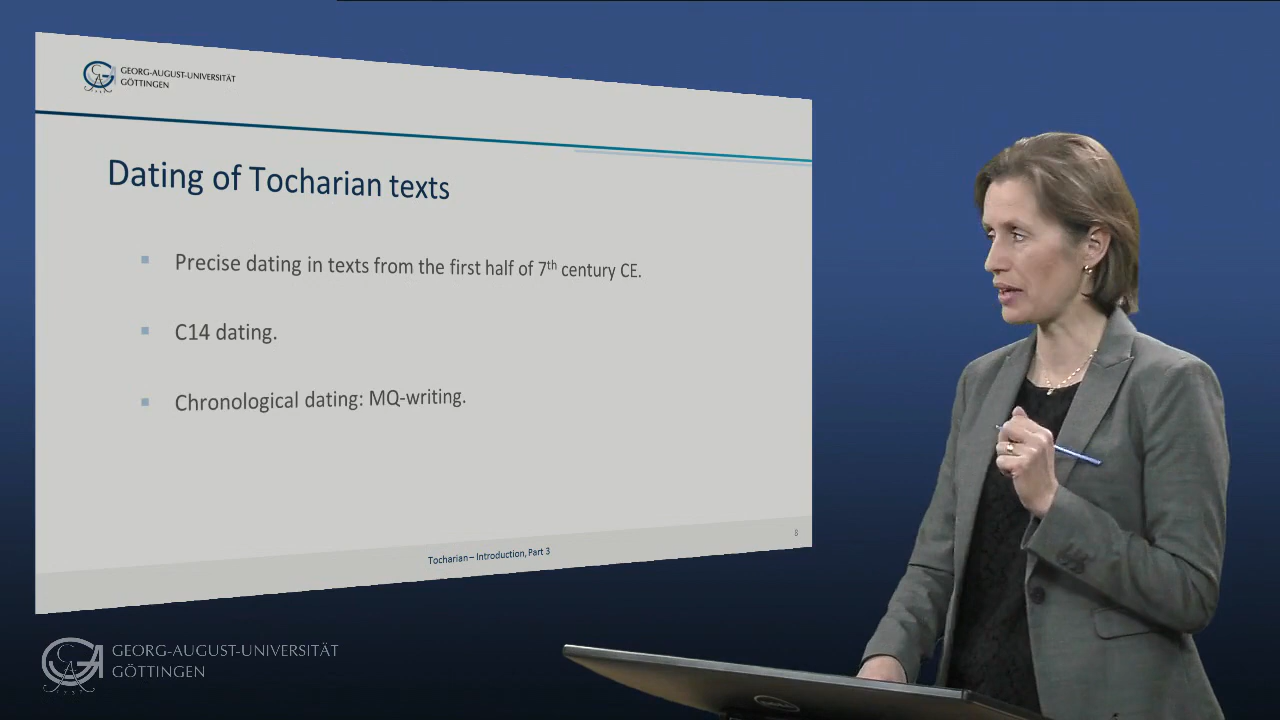 GEORG-AUGUST-UNIVERSITÄT
GÖTTINGEN
Dating of Tocharian texts
Precise dating in texts from the first half of 7th century CE.
C14 dating.
Chronological dating: MQ-writing.
8
Tocharian – Introduction, Part 3
GEORG-AUGUST-UNIVERSITÄT
GÖTTINGEN